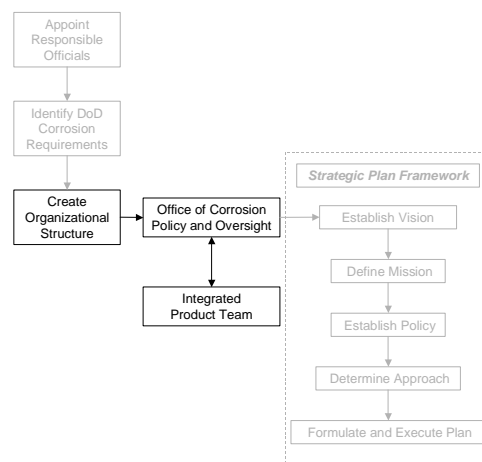 Appoint
Responsible
Officials
Identify DoD
Corrosion
Requirements
Create
Organizational
Structure
Office of Corrosion
Policy and Oversight
Integrated
Product Team
Strategic Plan Framework
Establish Vision
Define Mission
Establish Policy
Determine Approach
Formulate and Execute Plan